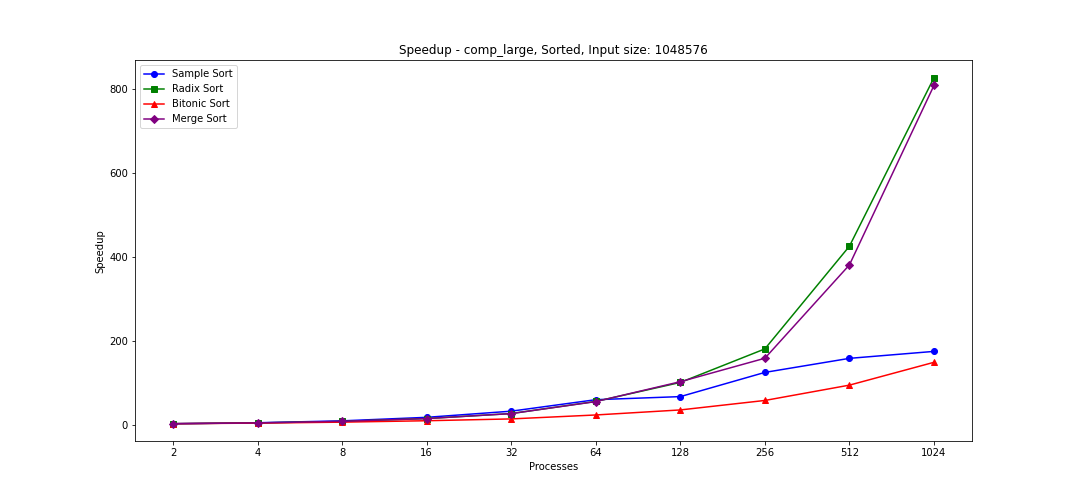 Speedup - comp_large, Sorted, Input size: 1048576
Sample Sort
Radix Sort
Bitonic Sort
Merge Sort
Speedup
800
600
400
200
0
2 4 8 16 32 64 128 256 512 1024
Processes